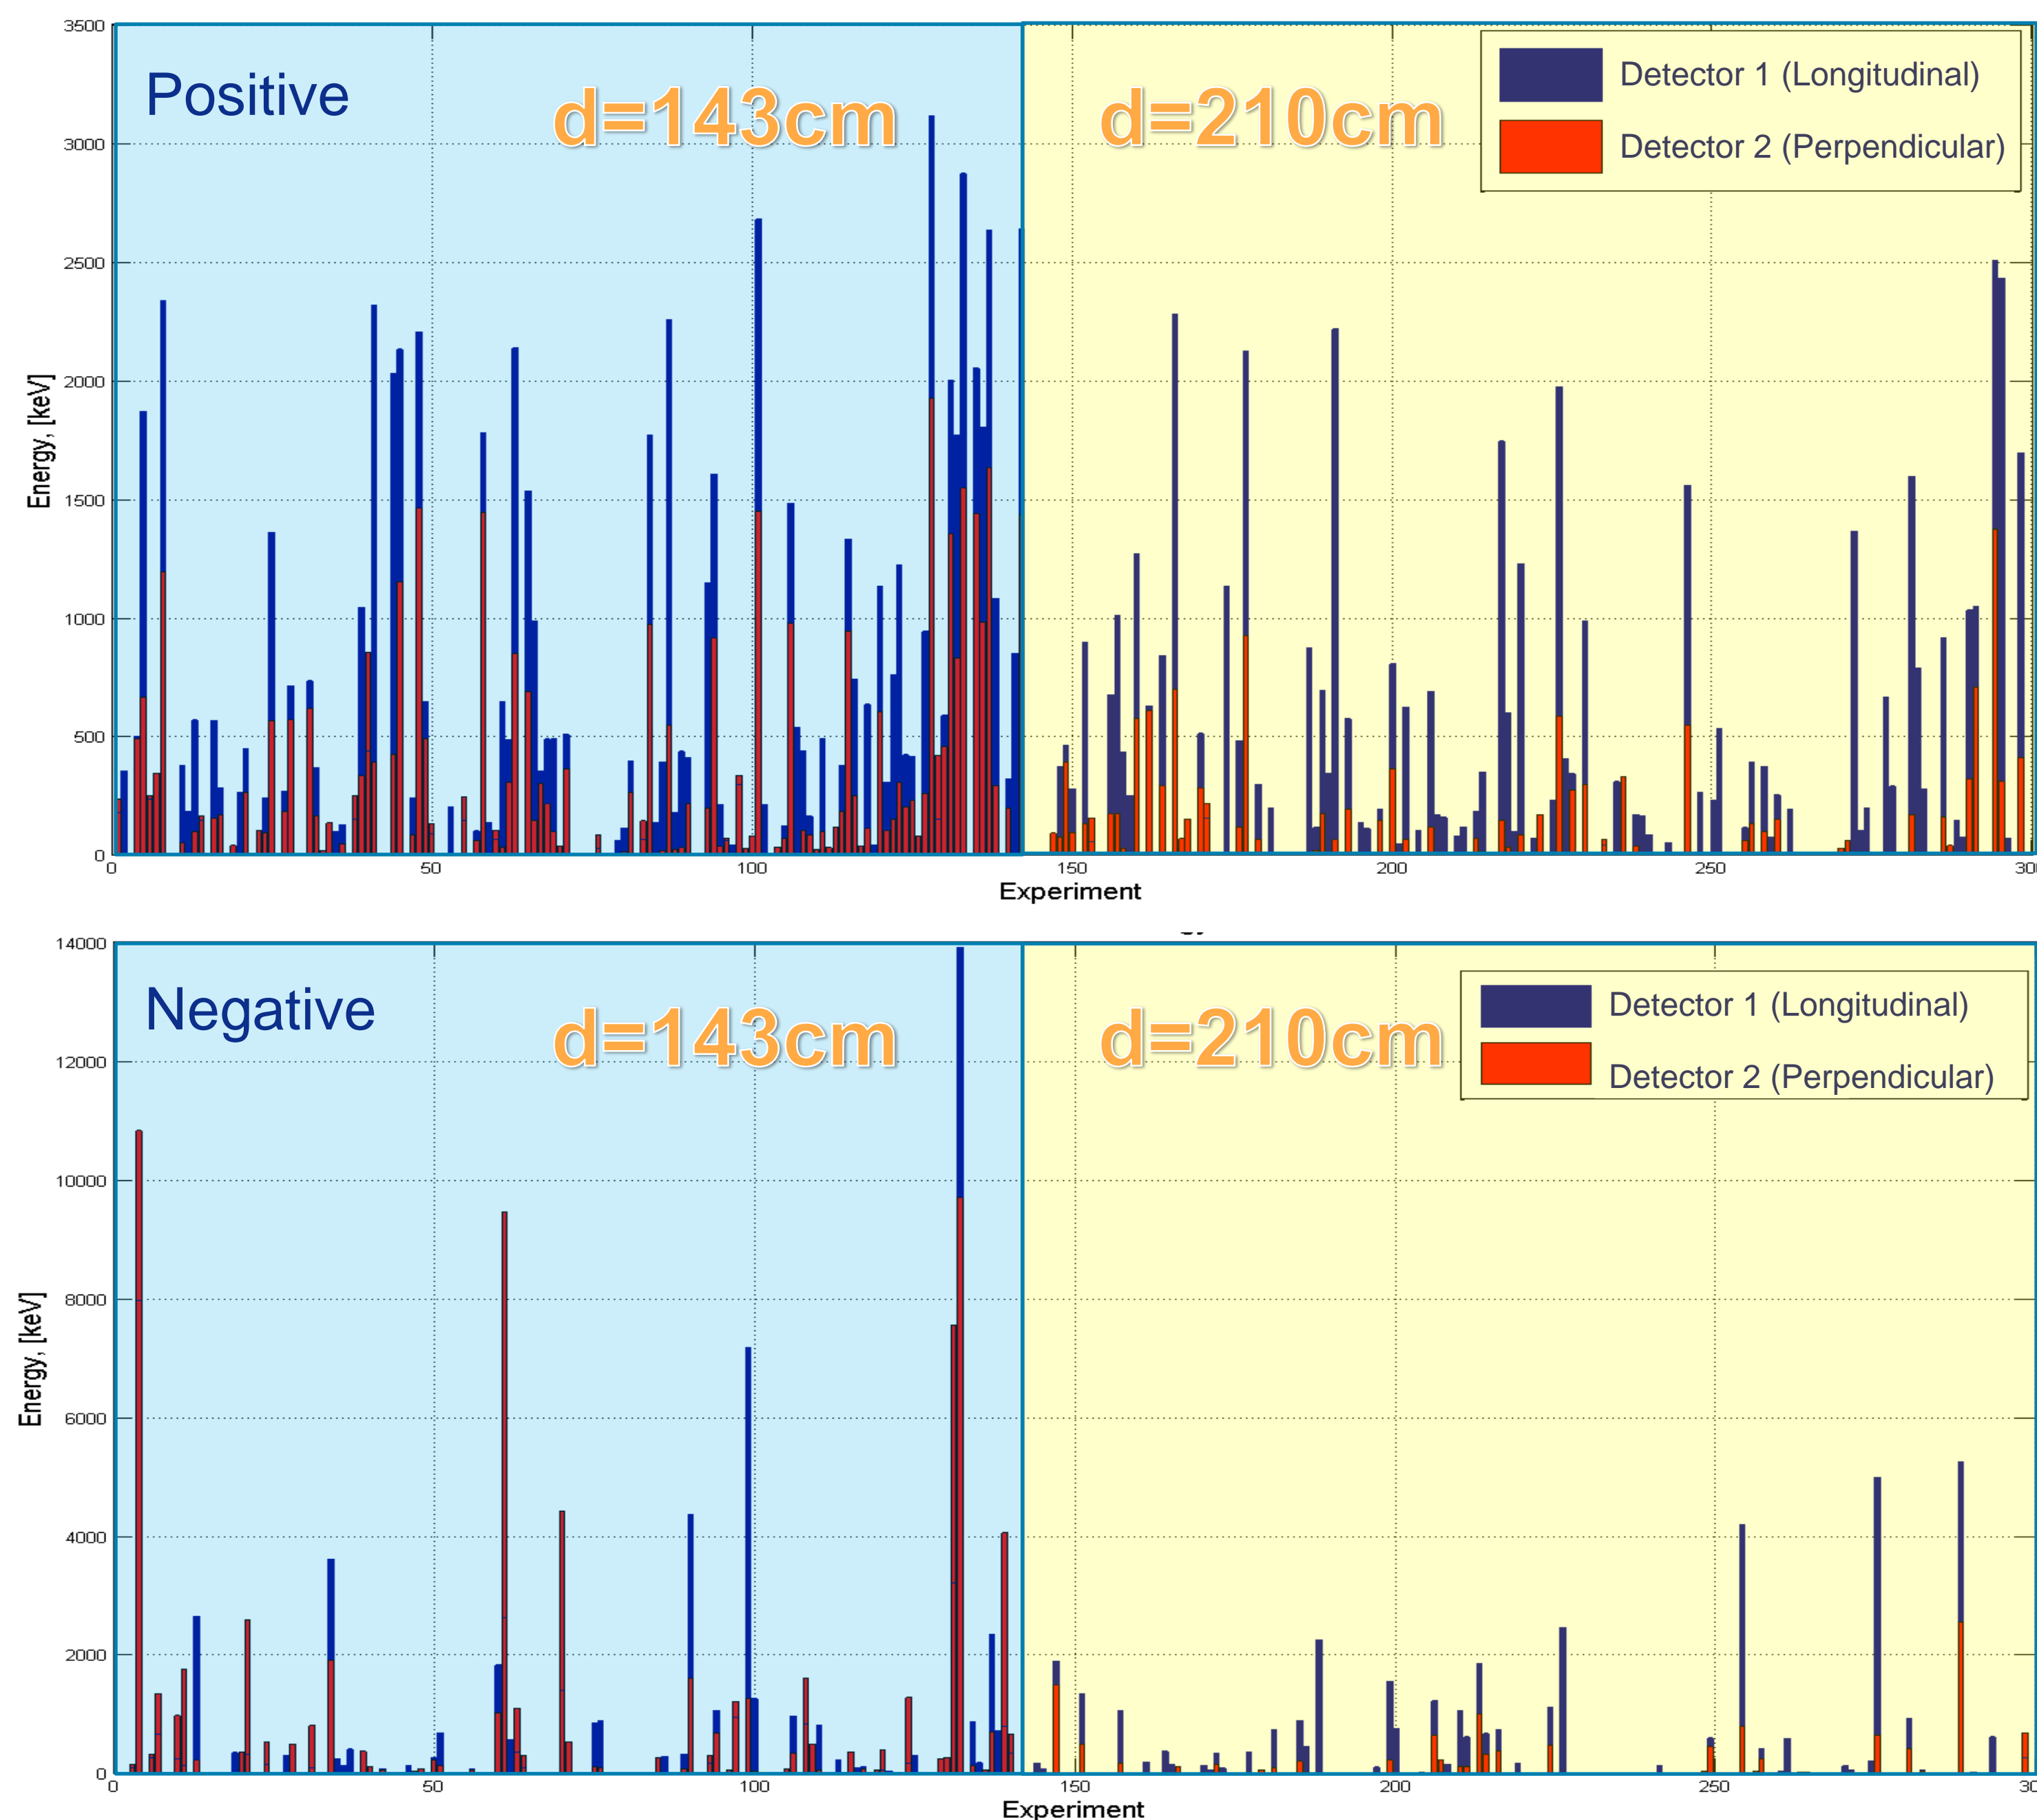 3500
3000
2500
2000
1500
1000
500
0
Energy, [keV]
Positive
d=143cm
d=210cm
Detector 1 (Longitudinal)
Detector 2 (Perpendicular)
0 50 100 150 200 250 30
Experiment
14000
12000
10000
8000
6000
4000
2000
0
Energy, [keV]
Negative
d=143cm
d=210cm
Detector 1 (Longitudinal)
Detector 2 (Perpendicular)
0 50 100 150 200 250 30
Experiment